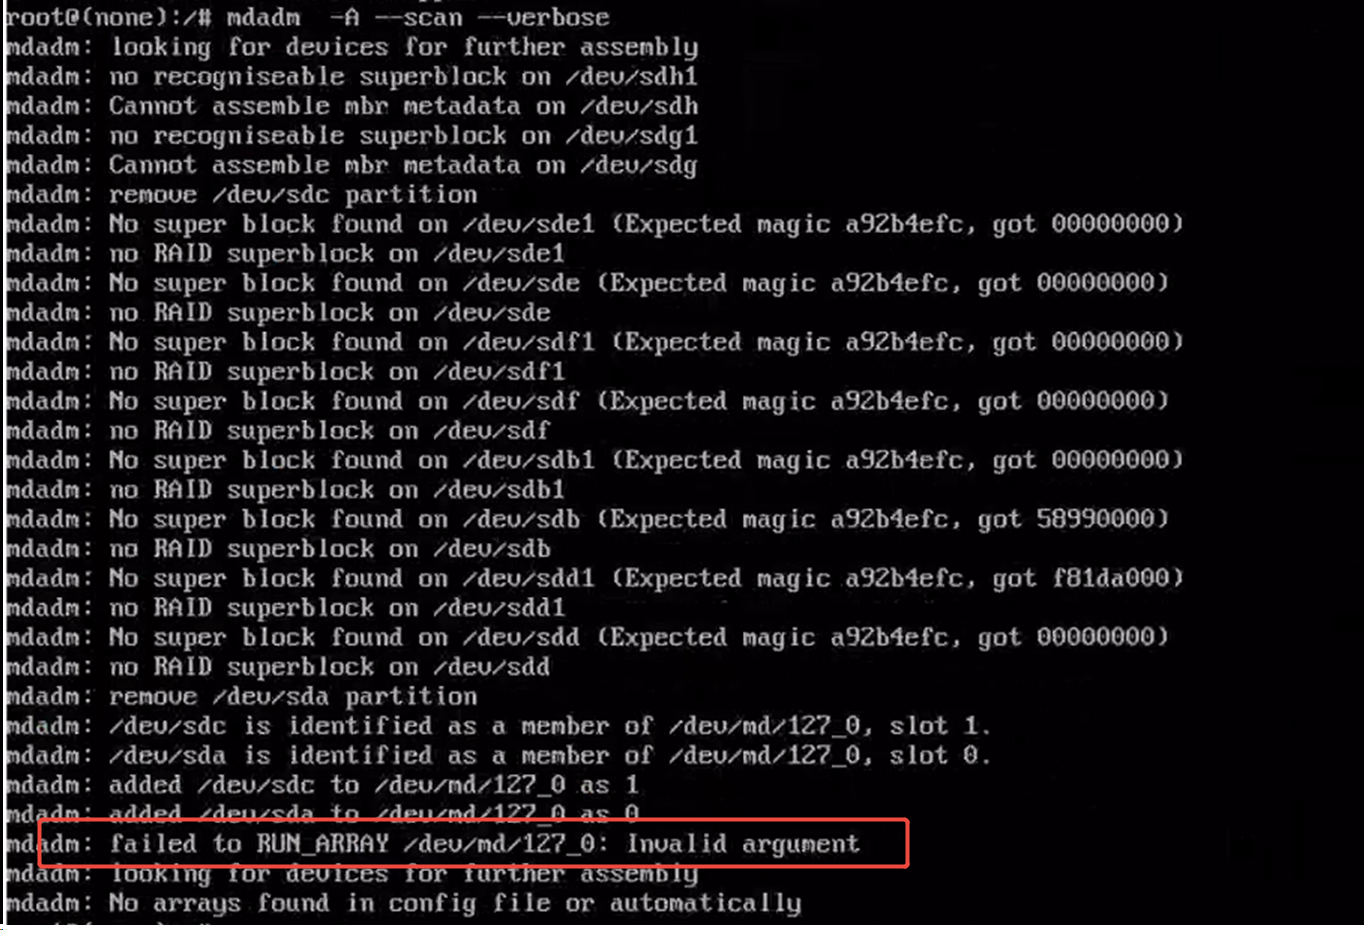 root@(none):/# mdadm  -A --scan --verbose
mdadm: looking for devices for further assembly
mdadm: no recogniseable superblock on /dev/sdh1
mdadm: Cannot assemble mbr metadata on /dev/sdh
mdadm: no recogniseable superblock on /dev/sdg1
mdadm: Cannot assemble mbr metadata on /dev/sdg
mdadm: remove /dev/sdc partition
mdadm: No super block found on /dev/sde1 (Expected magic a92b4efc, got 00000000)
mdadm: no RAID superblock on /dev/sde1
mdadm: No super block found on /dev/sde (Expected magic a92b4efc, got 00000000)
mdadm: no RAID superblock on /dev/sde
mdadm: No super block found on /dev/sdf1 (Expected magic a92b4efc, got 00000000)
mdadm: no RAID superblock on /dev/sdf1
mdadm: No super block found on /dev/sdf (Expected magic a92b4efc, got 00000000)
mdadm: no RAID superblock on /dev/sdf
mdadm: No super block found on /dev/sdb1 (Expected magic a92b4efc, got 00000000)
mdadm: no RAID superblock on /dev/sdb1
mdadm: No super block found on /dev/sdb (Expected magic a92b4efc, got 58990000)
mdadm: no RAID superblock on /dev/sdb
mdadm: No super block found on /dev/sdd1 (Expected magic a92b4efc, got f81da000)
mdadm: no RAID superblock on /dev/sdd1
mdadm: No super block found on /dev/sdd (Expected magic a92b4efc, got 00000000)
mdadm: no RAID superblock on /dev/sdd
mdadm: remove /dev/sda partition
mdadm: /dev/sdc is identified as a member of /dev/md/127_0, slot 1.
mdadm: /dev/sda is identified as a member of /dev/md/127_0, slot 0.
mdadm: added /dev/sdc to /dev/md/127_0 as 1
mdadm: added /dev/sda to /dev/md/127_0 as 0
mdadm: failed to RUN_ARRAY /dev/md/127_0: Invalid argument
mdadm: looking for devices for further assembly
mdadm: No arrays found in config file or automatically